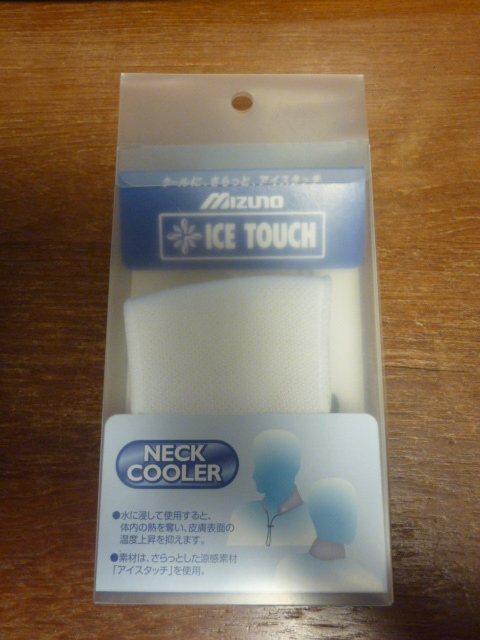 クールに、さらっと、アイスタッチ
MIZUNO
ICE TOUCH
NECK
COOLER
●水に浸して使用すると。
体内の熱を奪い、皮膚表面の
温度上昇を抑えます。
●素材は、さらっとした涼感素材
「アイスタッチ」を使用。